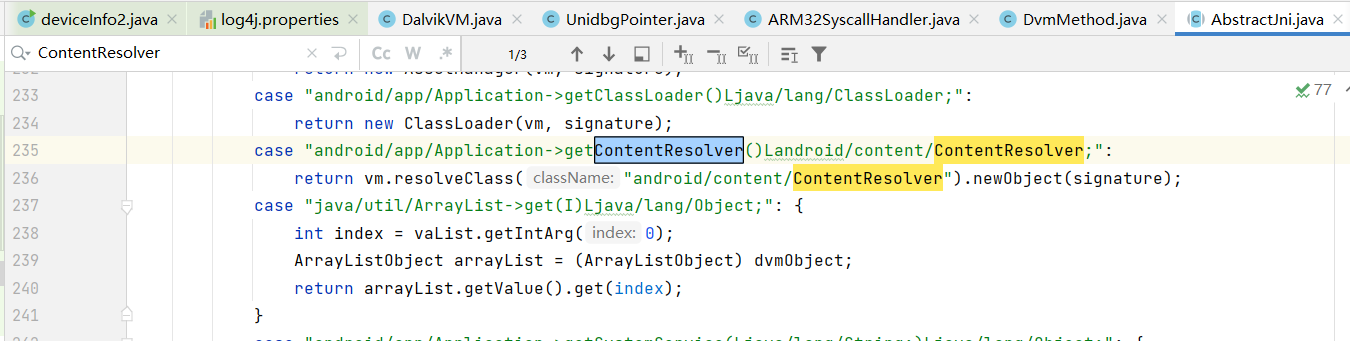 deviceInfo2.java × log4j.properties × DalvikVM.java × UnidbgPointer.java × ARM32SyscallHandler.java × DvmMethod.java × AbstractJni.java ×
ContentResolver × Cc W .* 1/3
233 case "android/app/Application->getClassLoader()Ljava/lang/ClassLoader;":
77
234 return new ClassLoader(vm, signature);
235 case "android/app/Application->getContentResolver()Landroid/content/ContentResolver;":
236 return vm.resolveClass( className: "android/content/ContentResolver").newObject(signature);
237 case "java/util/ArrayList->get(I)Ljava/lang/Object;": {
238 int index = vaList.getIntArg( index: 0);
239 ArrayListObject arrayList = (ArrayListObject) dvmObject;
240 return arrayList.getValue().get(index);
241 }